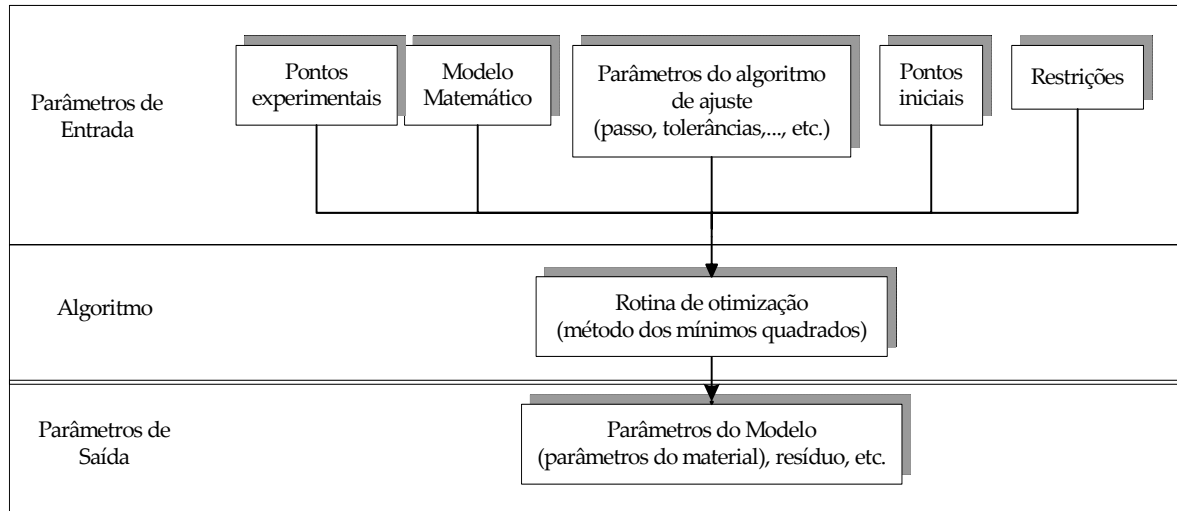 Parâmetros de
Entrada
Pontos
experimentais
Modelo
Matemático
Parâmetros do algoritmo
de ajuste
(passo, tolerâncias,..., etc.)
Pontos
iniciais
Restrições
Algoritmo
Rotina de otimização
(método dos mínimos quadrados)
Parâmetros de
Saída
Parâmetros do Modelo
(parâmetros do material), resíduo, etc.